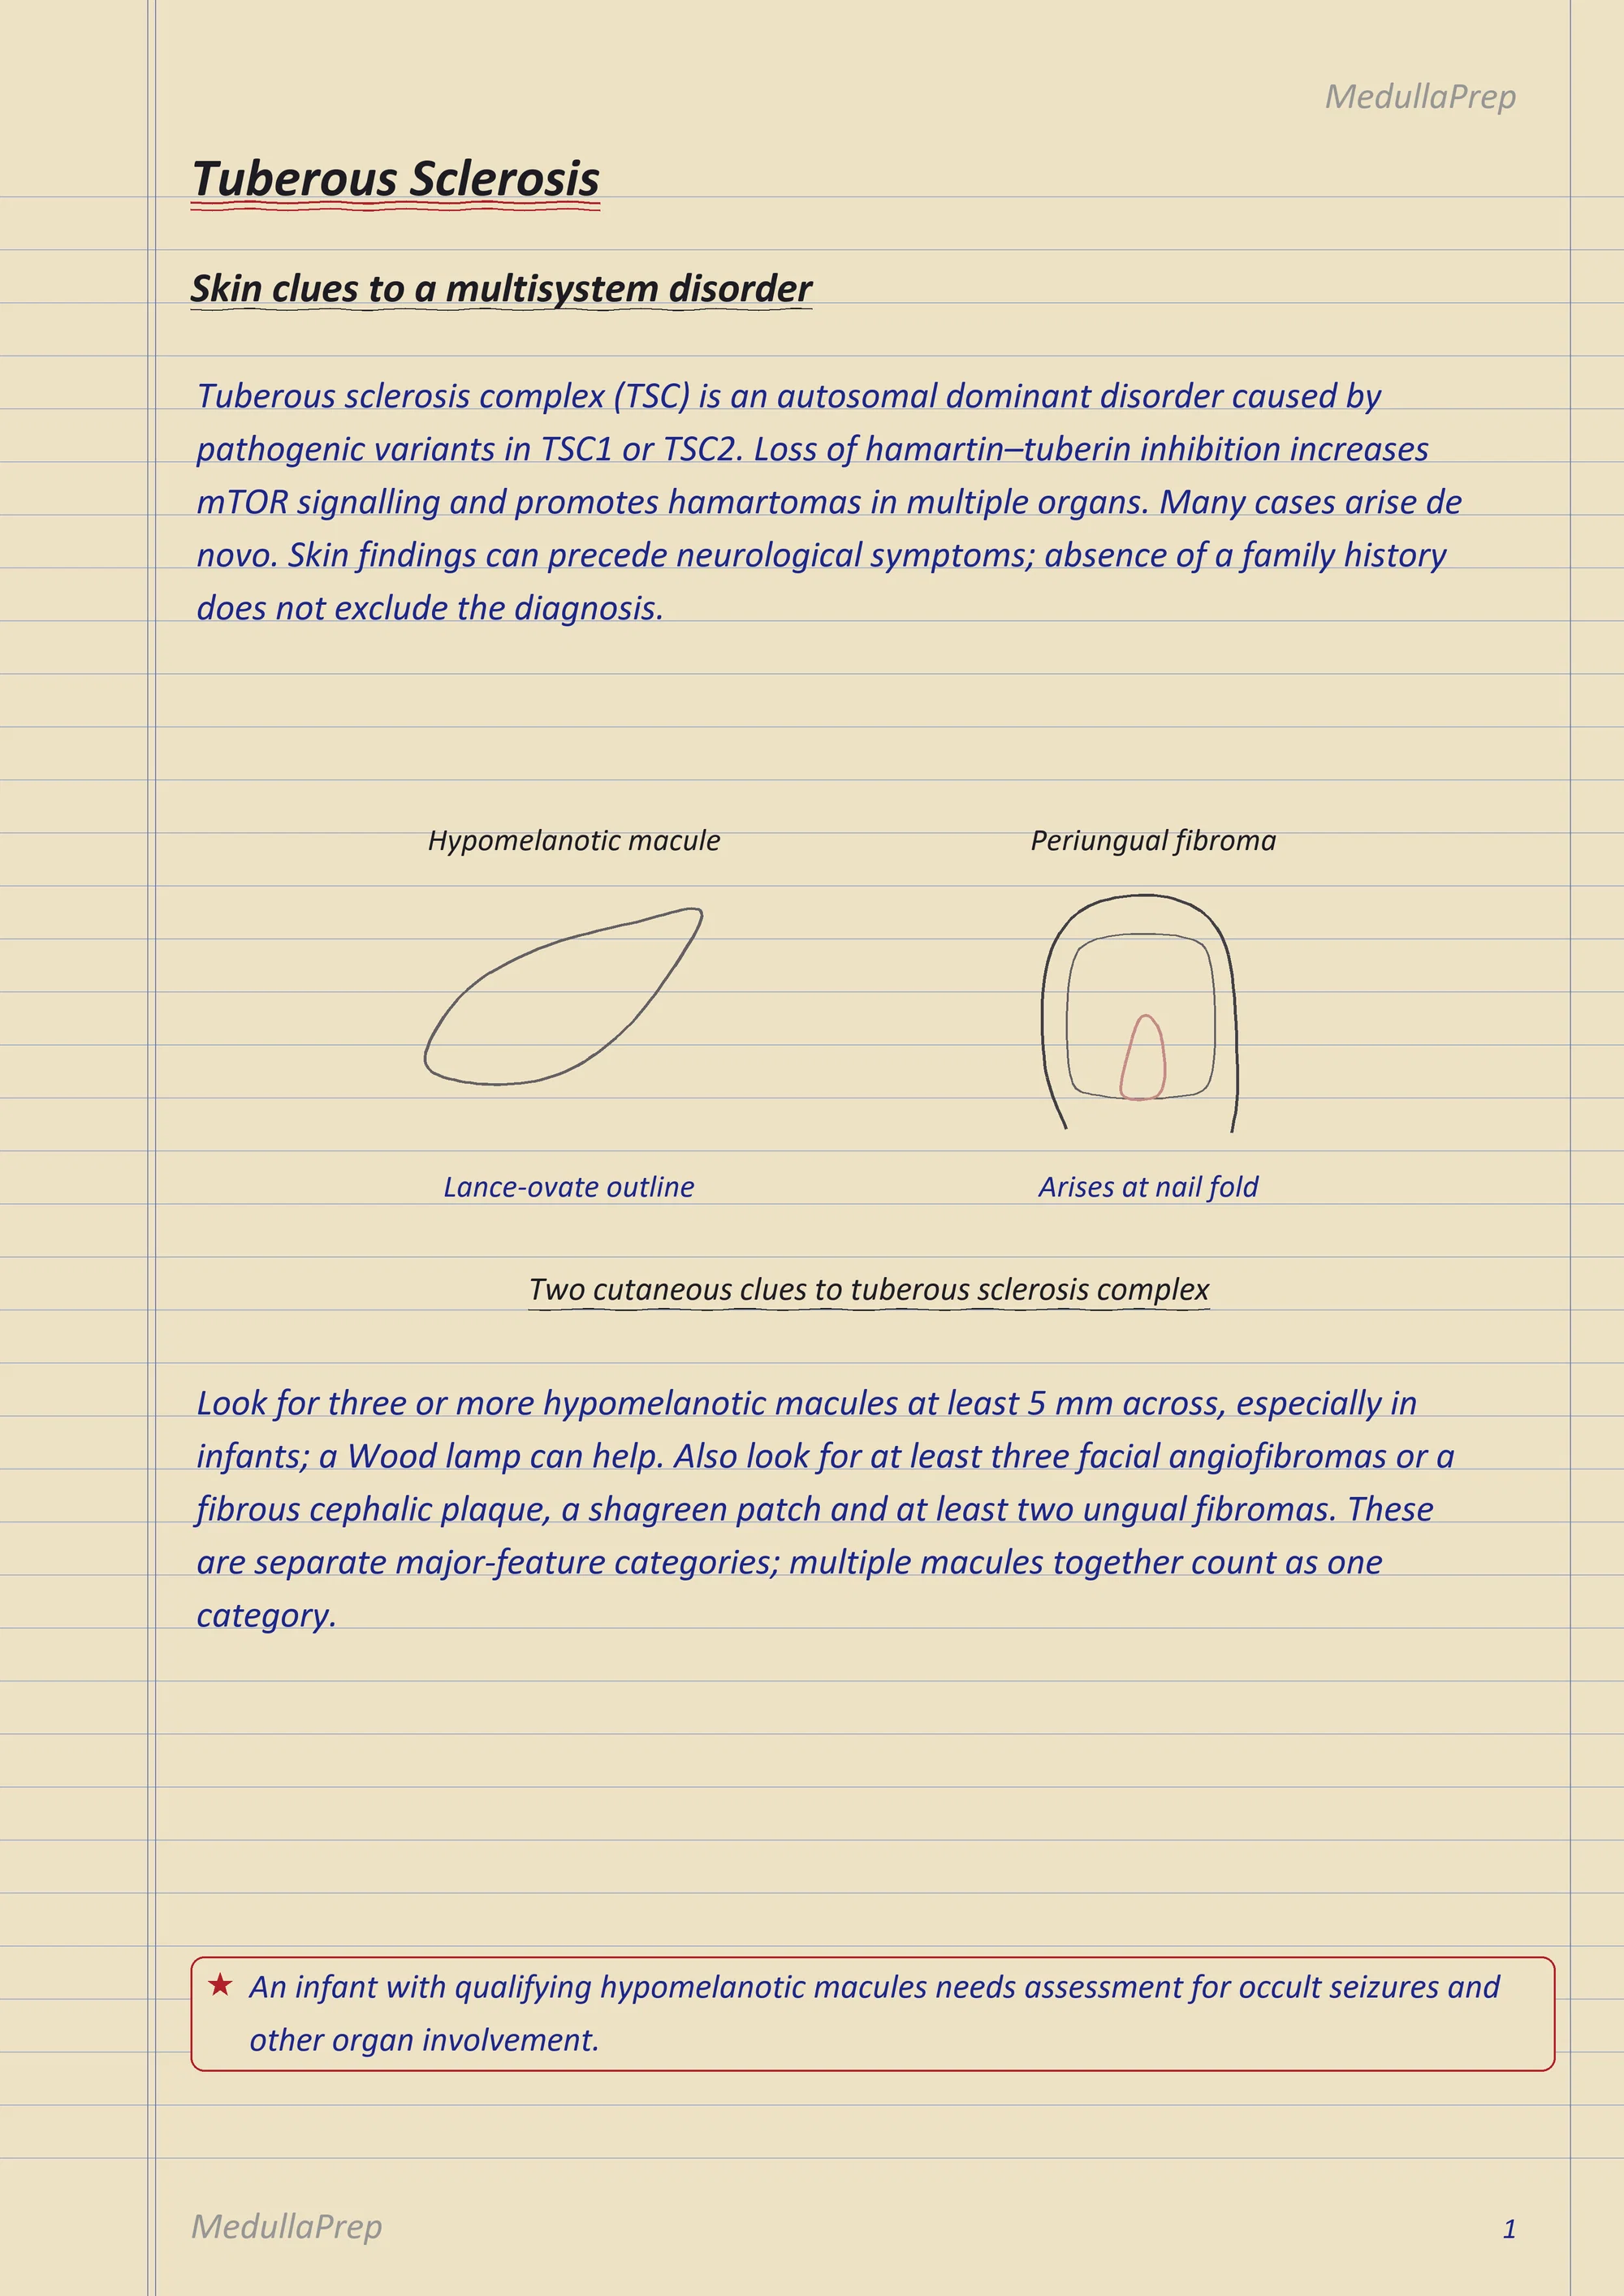 MedullaPrep
Tuberous Sclerosis
Skin clues to a multisystem disorder
Tuberous sclerosis complex (TSC) is an autosomal dominant disorder caused by
pathogenic variants in TSC1 or TSC2. Loss of hamartin–tuberin inhibition increases
mTOR signalling and promotes hamartomas in multiple organs. Many cases arise de
novo. Skin findings can precede neurological symptoms; absence of a family history
does not exclude the diagnosis.
Hypomelanotic macule
Periungual fibroma
Lance-ovate outline
Arises at nail fold
Two cutaneous clues to tuberous sclerosis complex
Look for three or more hypomelanotic macules at least 5 mm across, especially in
infants; a Wood lamp can help. Also look for at least three facial angiofibromas or a
fibrous cephalic plaque, a shagreen patch and at least two ungual fibromas. These
are separate major-feature categories; multiple macules together count as one
category.
★ An infant with qualifying hypomelanotic macules needs assessment for occult seizures and
other organ involvement.
MedullaPrep
1